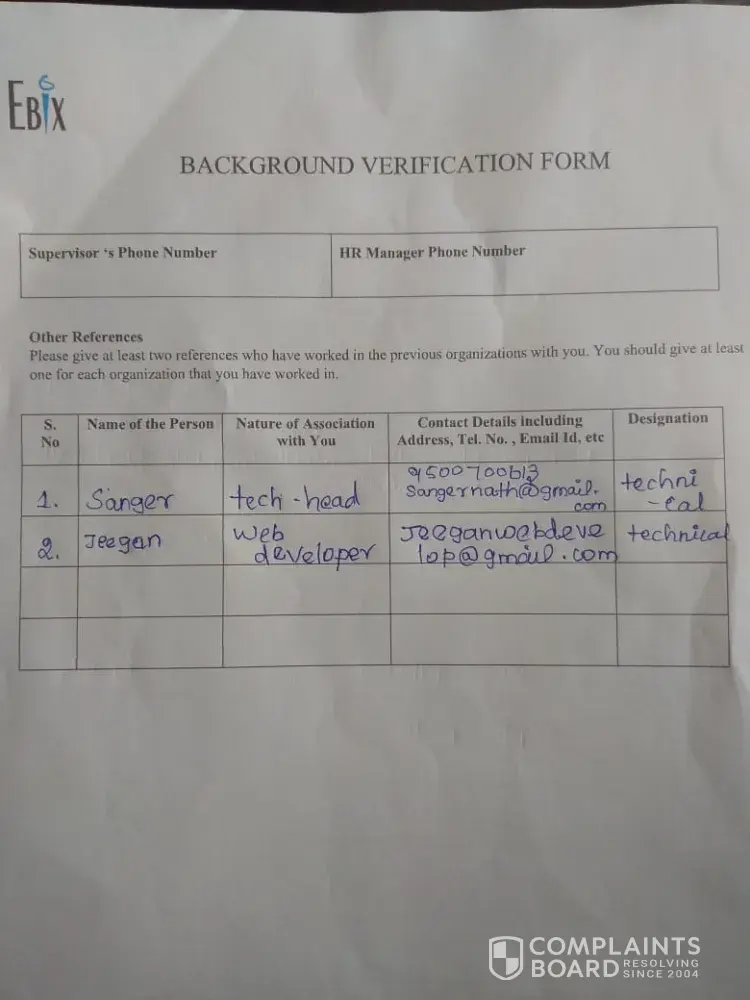 EBIX
BACKGROUND VERIFICATION FORM
Supervisor 's Phone Number
HR Manager Phone Number
Other References
Please give at least two references who have worked in the previous organizations with you. You should give at least
one for each organization that you have worked in.
S. No
Name of the Person
Nature of Association
with You
Contact Details including
Address, Tel. No. , Email Id, etc
Designation
1.
Sanger
tech-head
9500700613
Sangernath@gmail.
com
techni
-cal
2.
Jeegan
Web
developer
Jeeganwebdeve
lop@gmail.com
technical
COMPLAINTS
BOARD RESOLVING
SINCE 2004